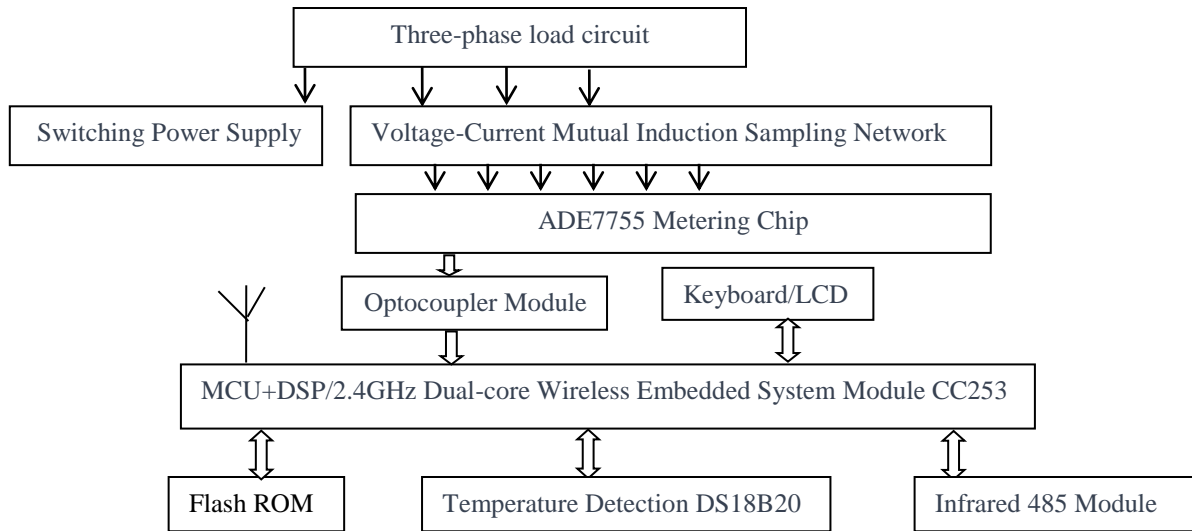 Three-phase load circuit
Switching Power Supply
Voltage-Current Mutual Induction Sampling Network
ADE7755 Metering Chip
Optocoupler Module
Keyboard/LCD
MCU+DSP/2.4GHz Dual-core Wireless Embedded System Module CC253
Flash ROM
Temperature Detection DS18B20
Infrared 485 Module